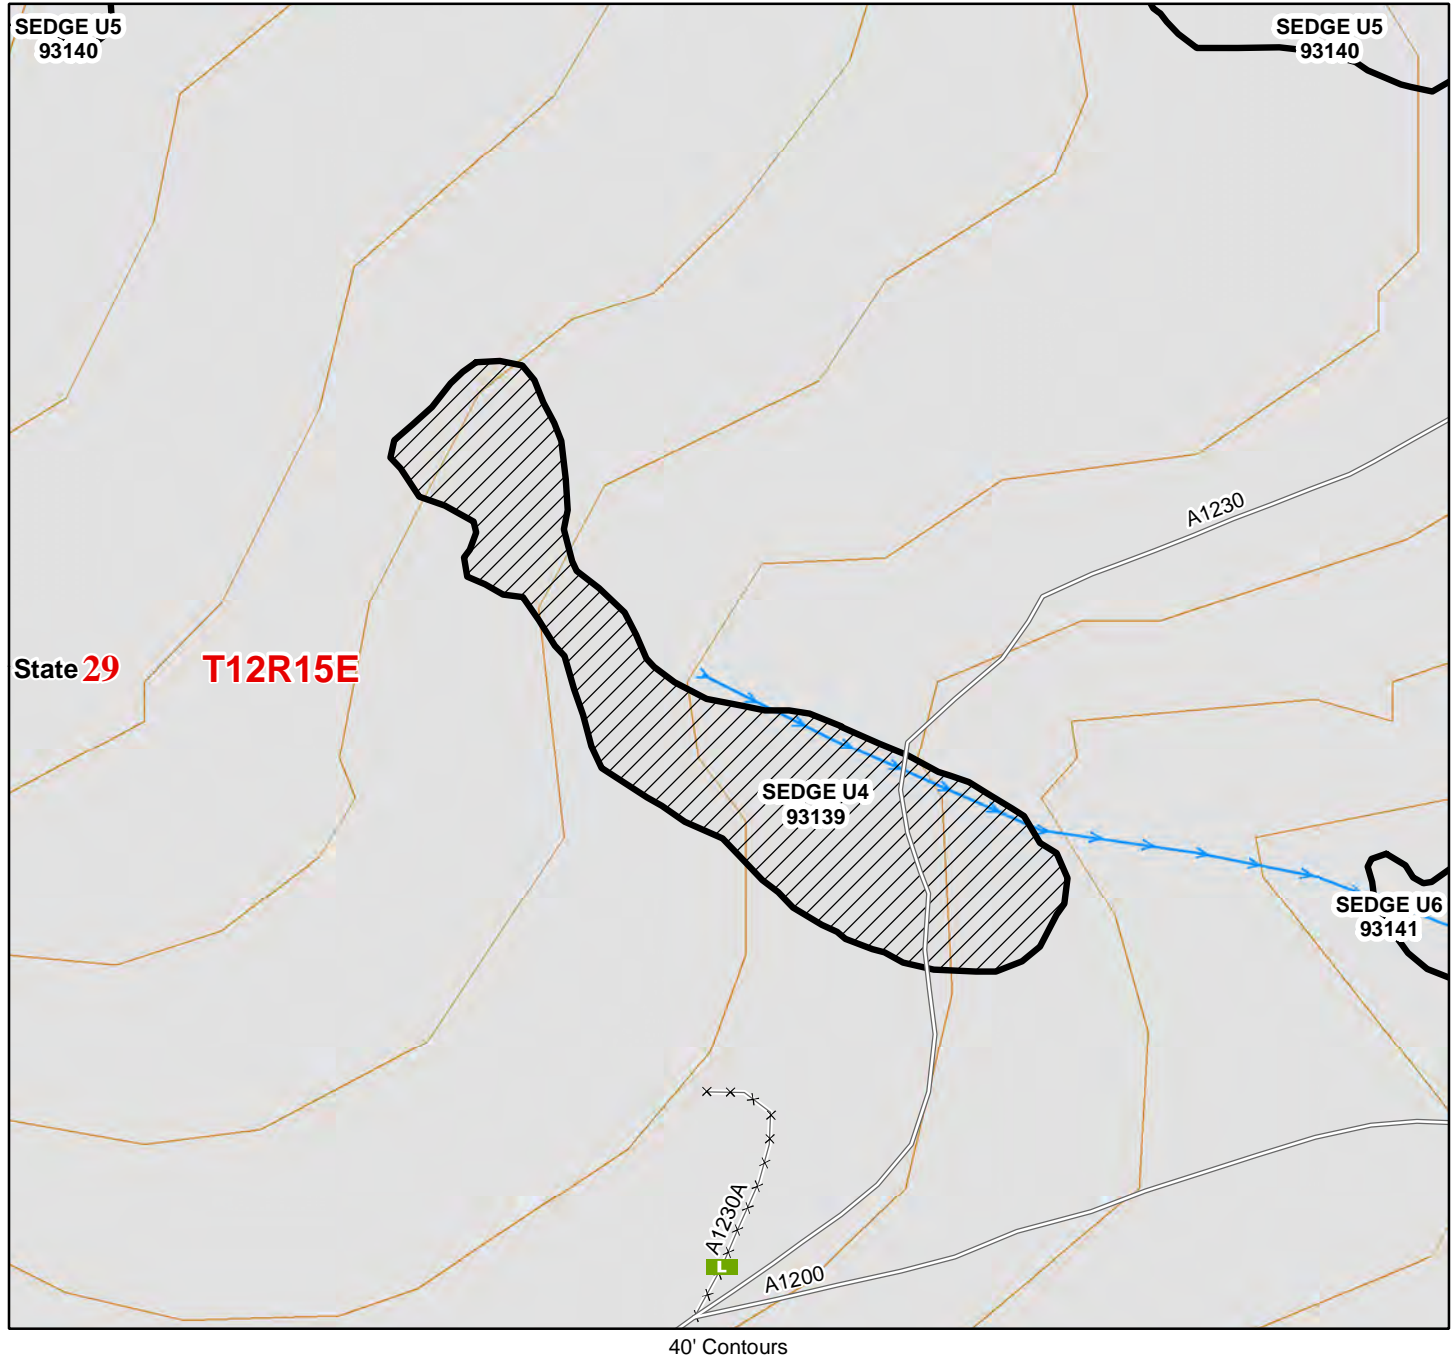 SEDGE U5
93140
SEDGE U5
93140
A1230
State 29
T12R15E
SEDGE U4
93139
SEDGE U6
93141
A1230A
L
A1200
40' Contours